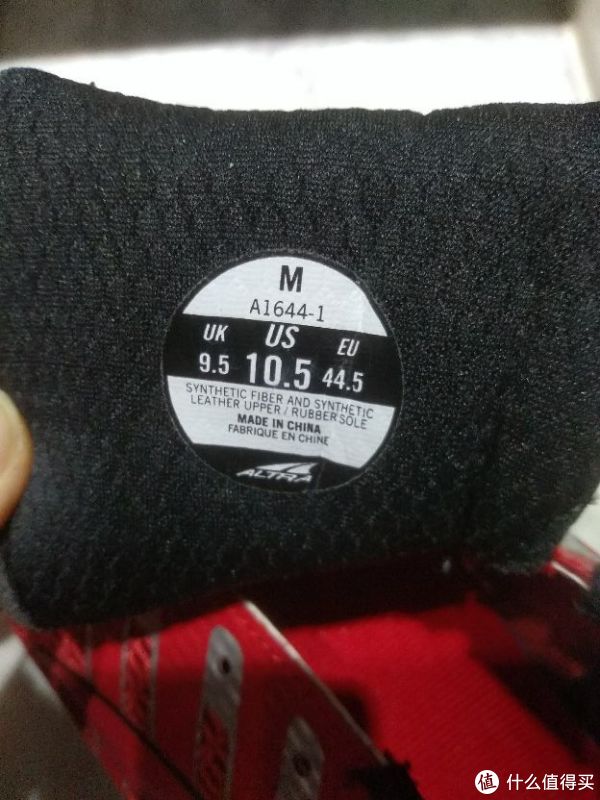 M
A1644-1
UK US EU
9.5 10.5 44.5
SYNTHETIC FIBER AND SYNTHETIC
LEATHER UPPER / RUBBER SOLE
MADE IN CHINA
FABRIQUE EN CHINE
ALTRA
值 什么值得买